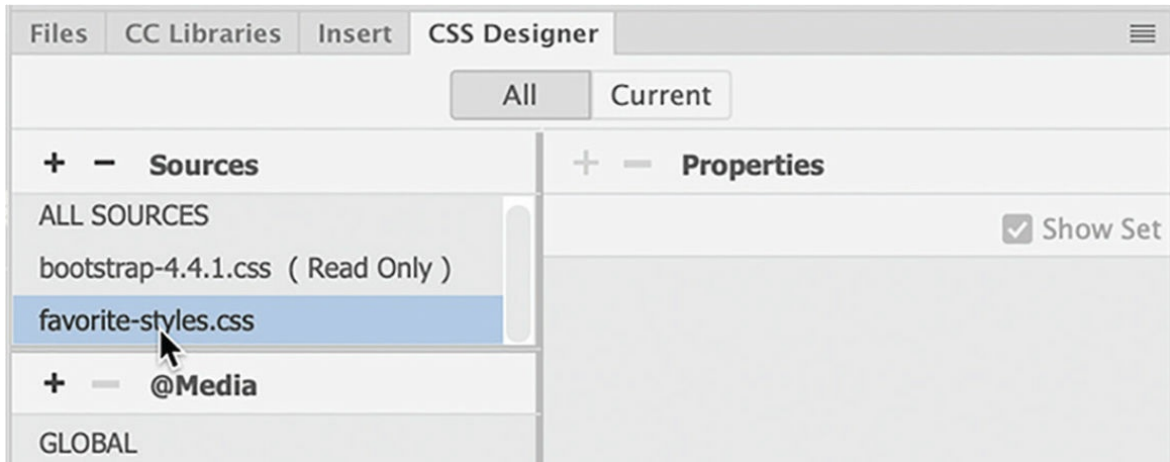 Files CC Libraries Insert CSS Designer
All Current
+ - Sources
+ - Properties
ALL SOURCES
Show Set
bootstrap-4.4.1.css ( Read Only )
favorite-styles.css
+ - @Media
GLOBAL